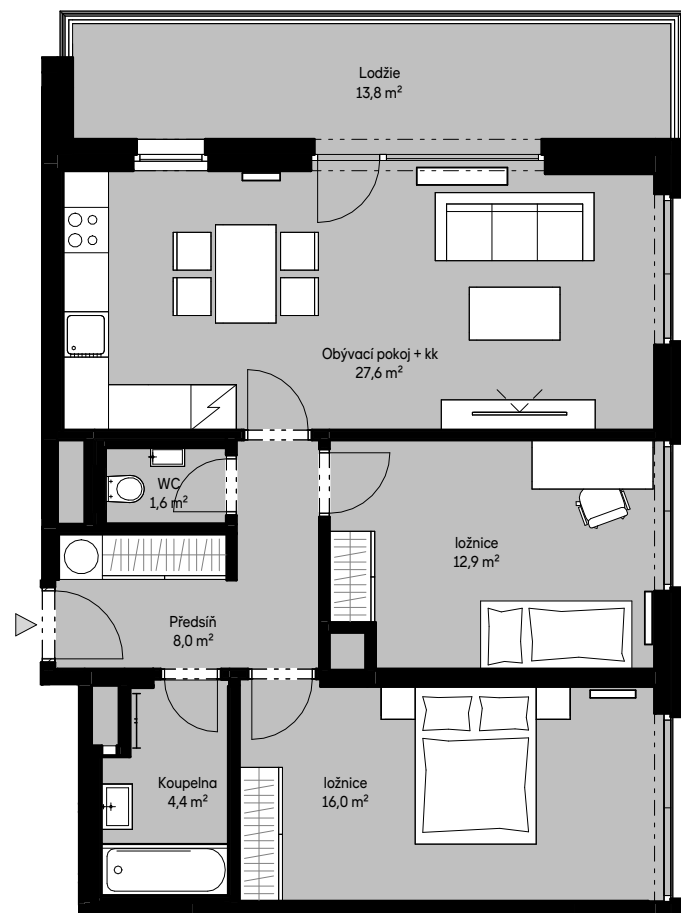 Lodžie
13,8 m²
Obývací pokoj + kk
27,6 m²
WC
1,6 m²
ložnice
12,9 m²
Předsíň
8,0 m²
Koupelna
4,4 m²
ložnice
16,0 m²